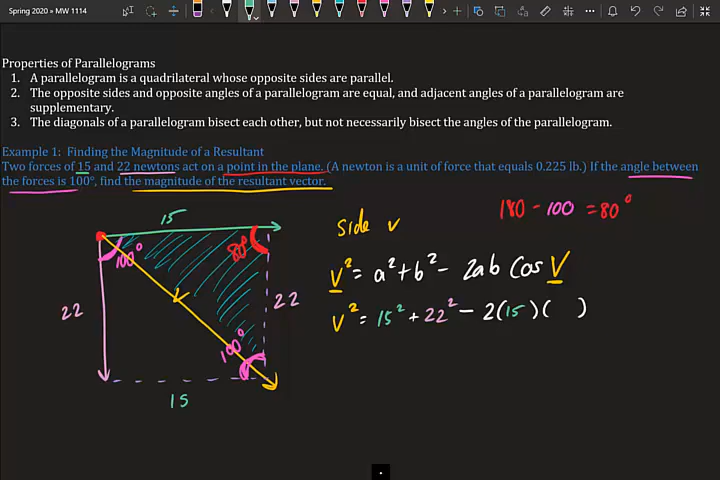 Spring 2020 » MW 1114
Properties of Parallelograms
1. A parallelogram is a quadrilateral whose opposite sides are parallel.
2. The opposite sides and opposite angles of a parallelogram are equal, and adjacent angles of a parallelogram are
supplementary.
3. The diagonals of a parallelogram bisect each other, but not necessarily bisect the angles of the parallelogram.
Example 1: Finding the Magnitude of a Resultant
Two forces of 15 and 22 newtons act on a point in the plane. (A newton is a unit of force that equals 0.225 lb.) If the angle between
the forces is 100°, find the magnitude of the resultant vector.
15
100°
80°
22
22
100°
15
side v
180 - 100 = 80°
V² = a² + b² - 2ab Cos V
V² = 15² + 22² - 2(15)( )